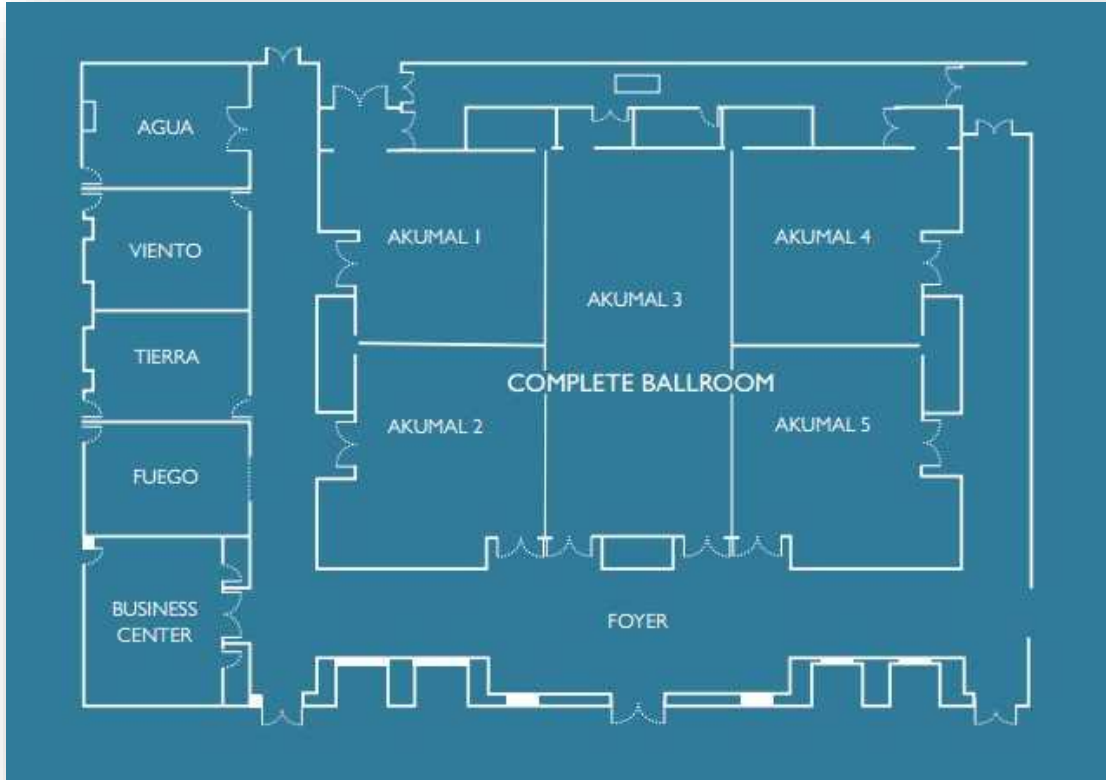 AGUA
VIENTO
TIERRA
FUEGO
BUSINESS
CENTER
AKUMAL 1
AKUMAL 2
AKUMAL 3
COMPLETE BALLROOM
AKUMAL 4
AKUMAL 5
FOYER